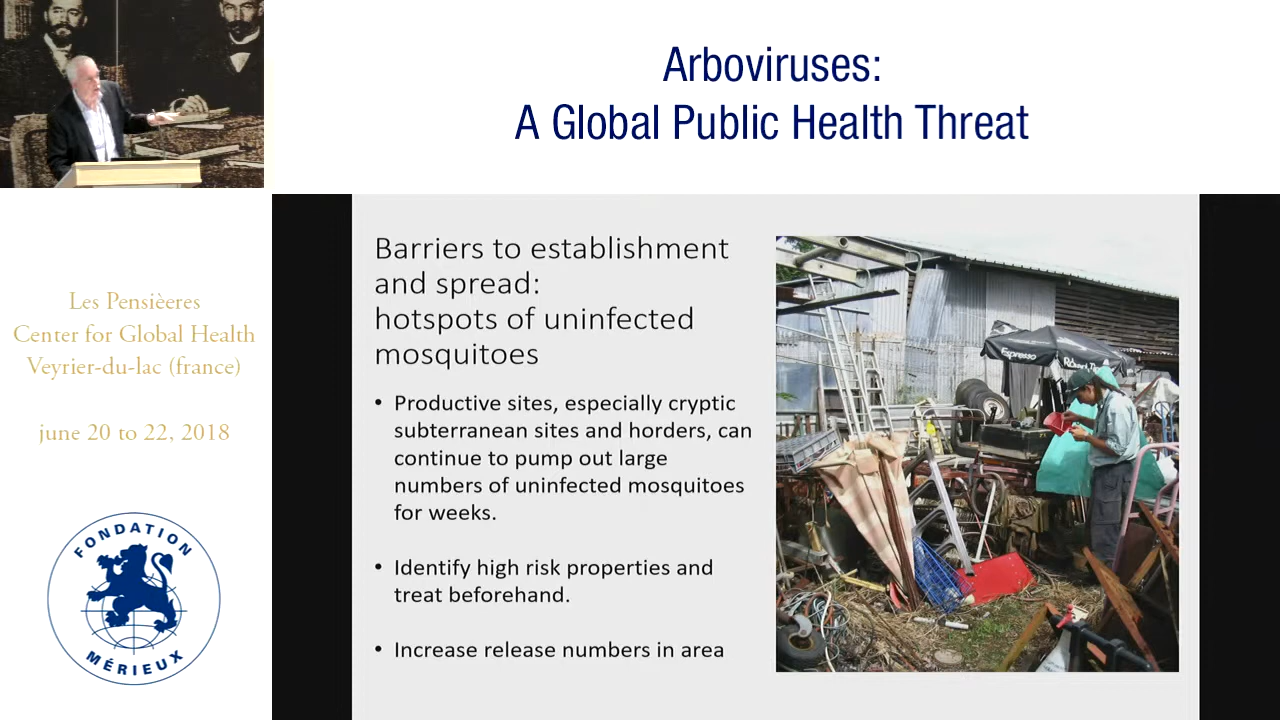 Arboviruses:
A Global Public Health Threat
Les Pensièeres
Center for Global Health
Veyrier-du-lac (france)
june 20 to 22, 2018
FONDATION
MÉRIEUX
Barriers to establishment
and spread:
hotspots of uninfected
mosquitoes
• Productive sites, especially cryptic
subterranean sites and horders, can
continue to pump out large
numbers of uninfected mosquitoes
for weeks.
• Identify high risk properties and
treat beforehand.
• Increase release numbers in area
Espresso